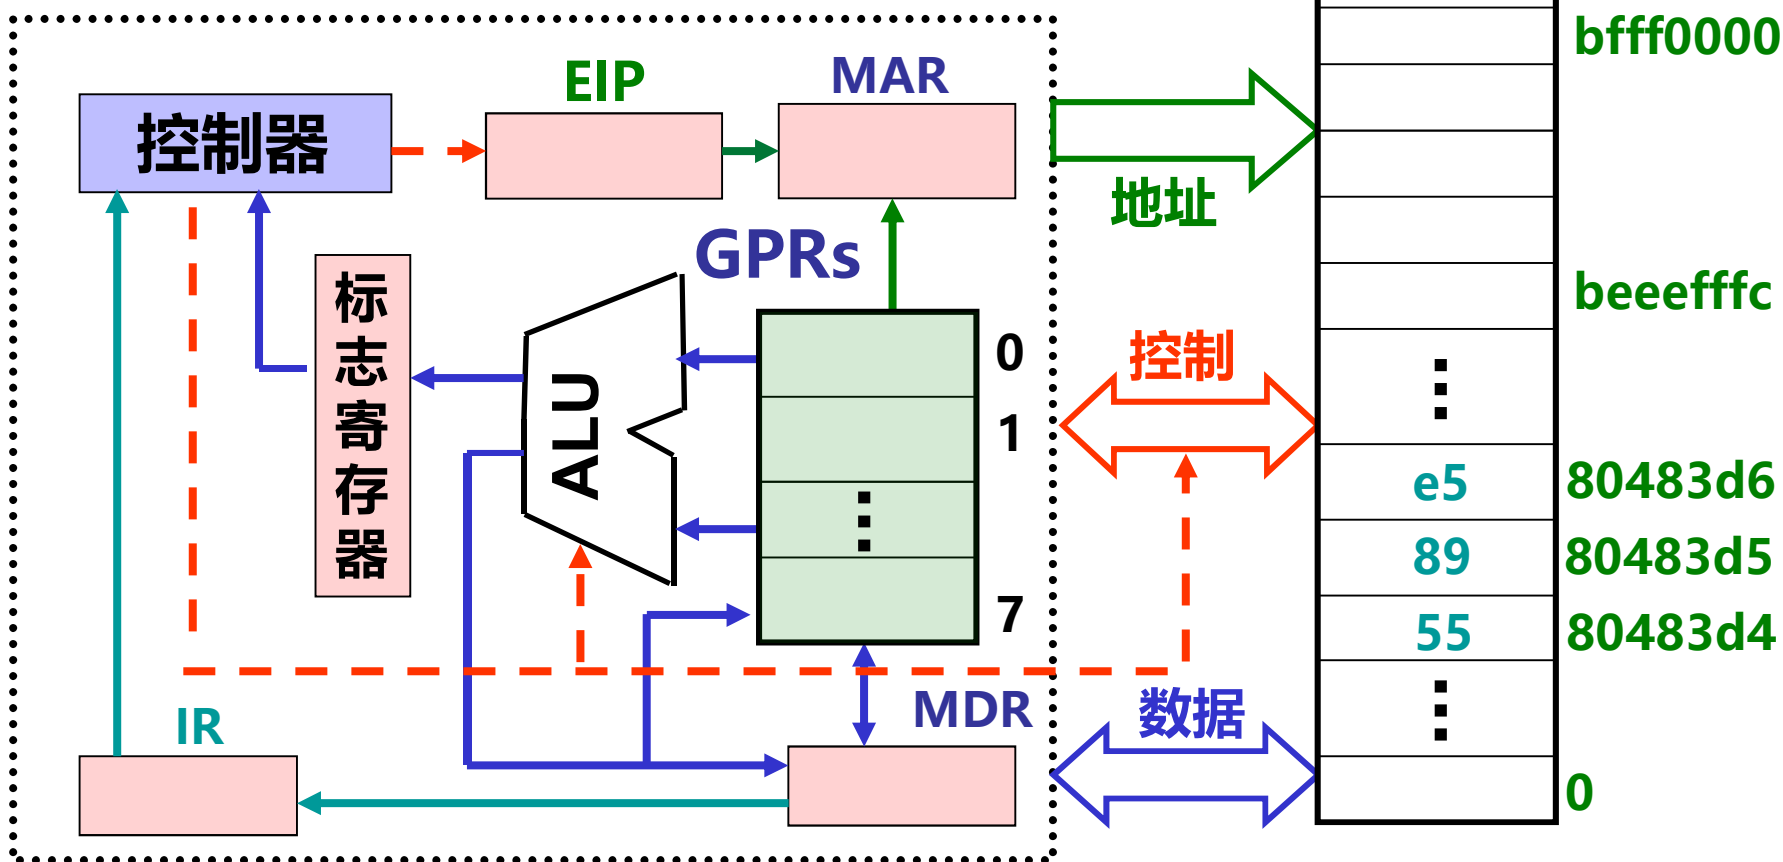 bfff0000
EIP
MAR
控制器
地址
GPRs
标志寄存器
beeefffc
0
控制
ALU
1
e5
80483d6
89
80483d5
7
55
80483d4
IR
MDR
数据
0